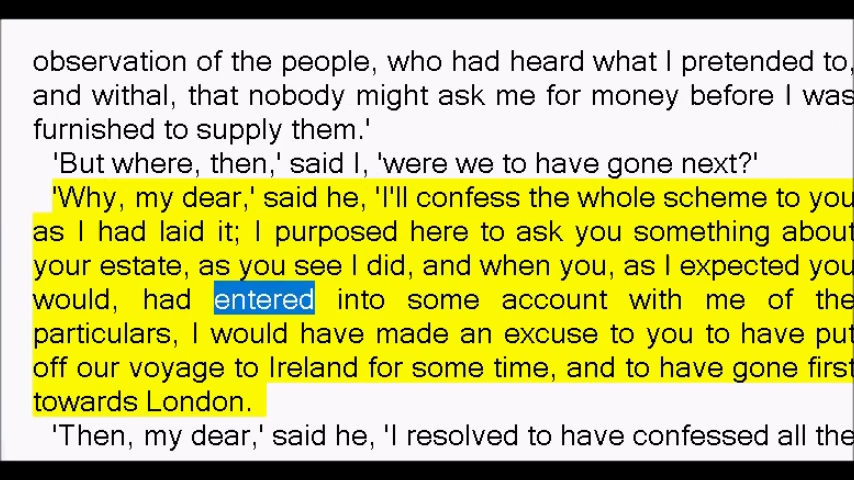 observation of the people, who had heard what I pretended to,
and withal, that nobody might ask me for money before I was
furnished to supply them.'
'But where, then,' said I, 'were we to have gone next?'
'Why, my dear,' said he, 'I'll confess the whole scheme to you
as I had laid it; I purposed here to ask you something about
your estate, as you see I did, and when you, as I expected you
would, had entered into some account with me of the
particulars, I would have made an excuse to you to have put
off our voyage to Ireland for some time, and to have gone first
towards London.
'Then, my dear,' said he, 'I resolved to have confessed all the